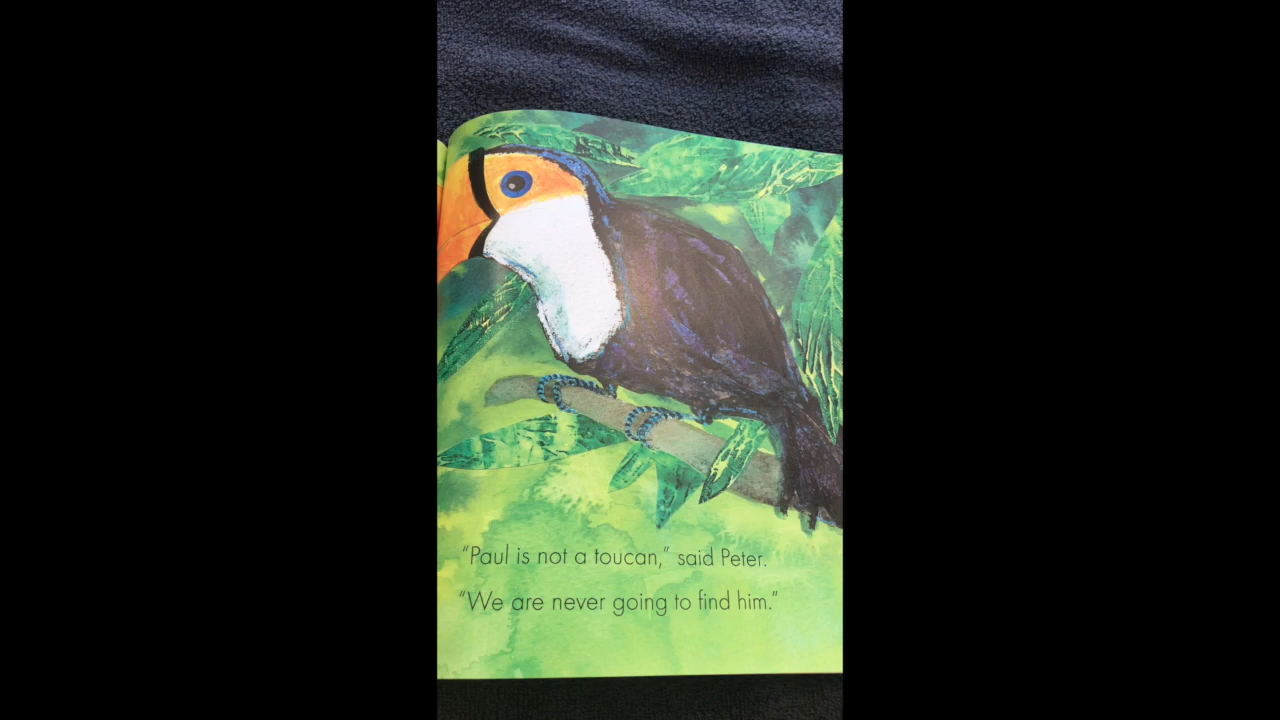 “Paul is not a toucan,” said Peter.
“We are never going to find him.”